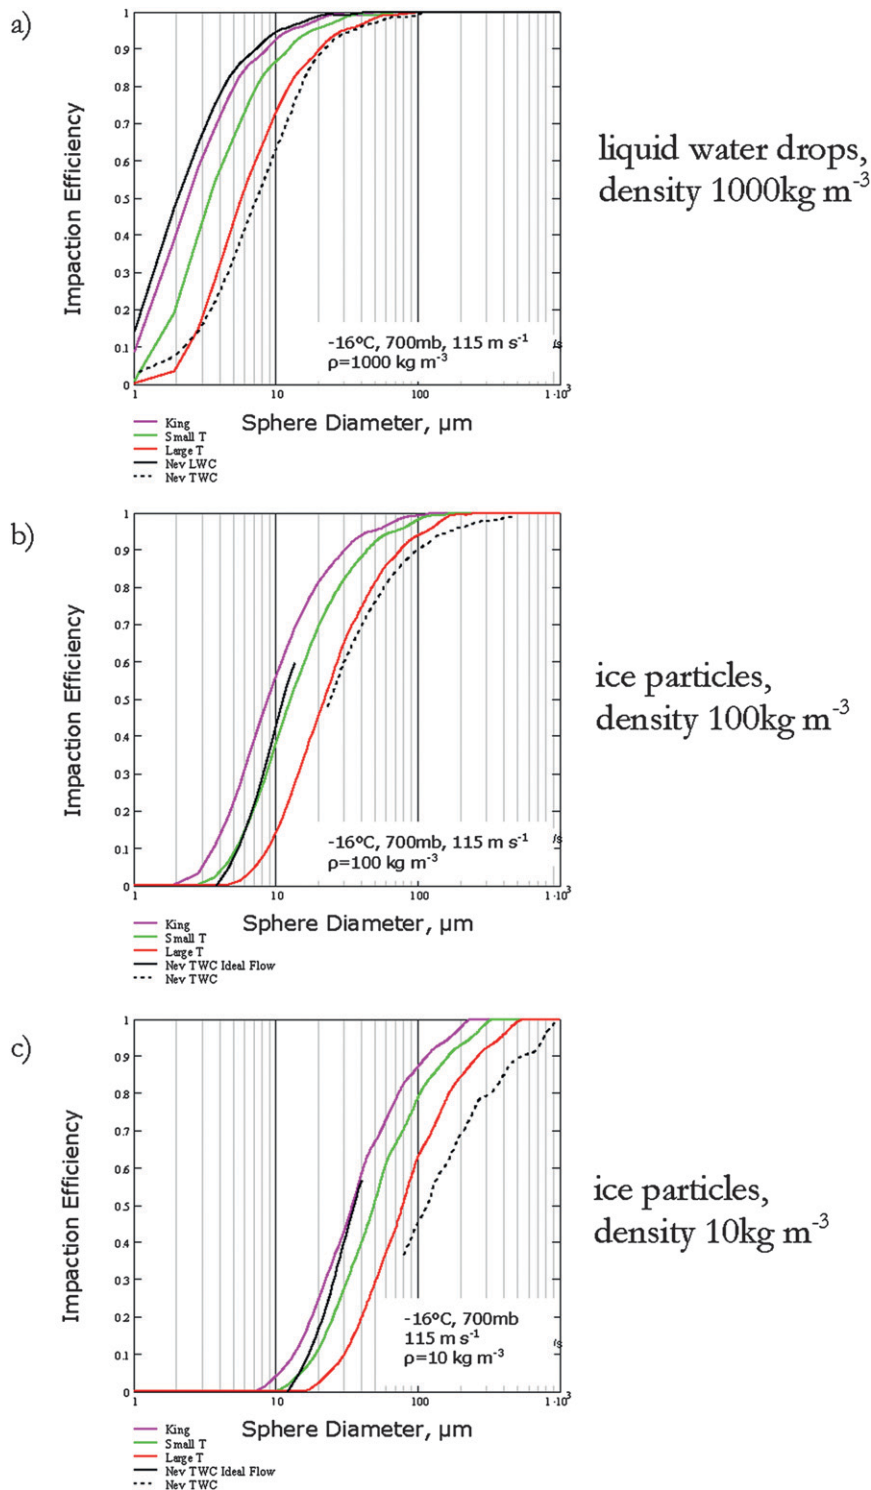 a)
Impaction Efficiency
1
0.9
0.8
0.7
0.6
0.5
0.4
0.3
0.2
0.1
0
-16ºC, 700mb, 115 m s⁻¹ /s
ρ=1000 kg m⁻³
1 10 100 1·10³
Sphere Diameter, µm
King
Small T
Large T
Nev LWC
Nev TWC
liquid water drops,
density 1000kg m⁻³
b)
Impaction Efficiency
1
0.9
0.8
0.7
0.6
0.5
0.4
0.3
0.2
0.1
0
-16ºC, 700mb, 115 m s⁻¹ /s
ρ=100 kg m⁻³
1 10 100 1·10³
Sphere Diameter, µm
King
Small T
Large T
Nev TWC Ideal Flow
Nev TWC
ice particles,
density 100kg m⁻³
c)
Impaction Efficiency
1
0.9
0.8
0.7
0.6
0.5
0.4
0.3
0.2
0.1
0
-16ºC, 700mb
115 m s⁻¹ /s
ρ=10 kg m⁻³
1 10 100 1·10³
Sphere Diameter, µm
King
Small T
Large T
Nev TWC Ideal Flow
Nev TWC
ice particles,
density 10kg m⁻³